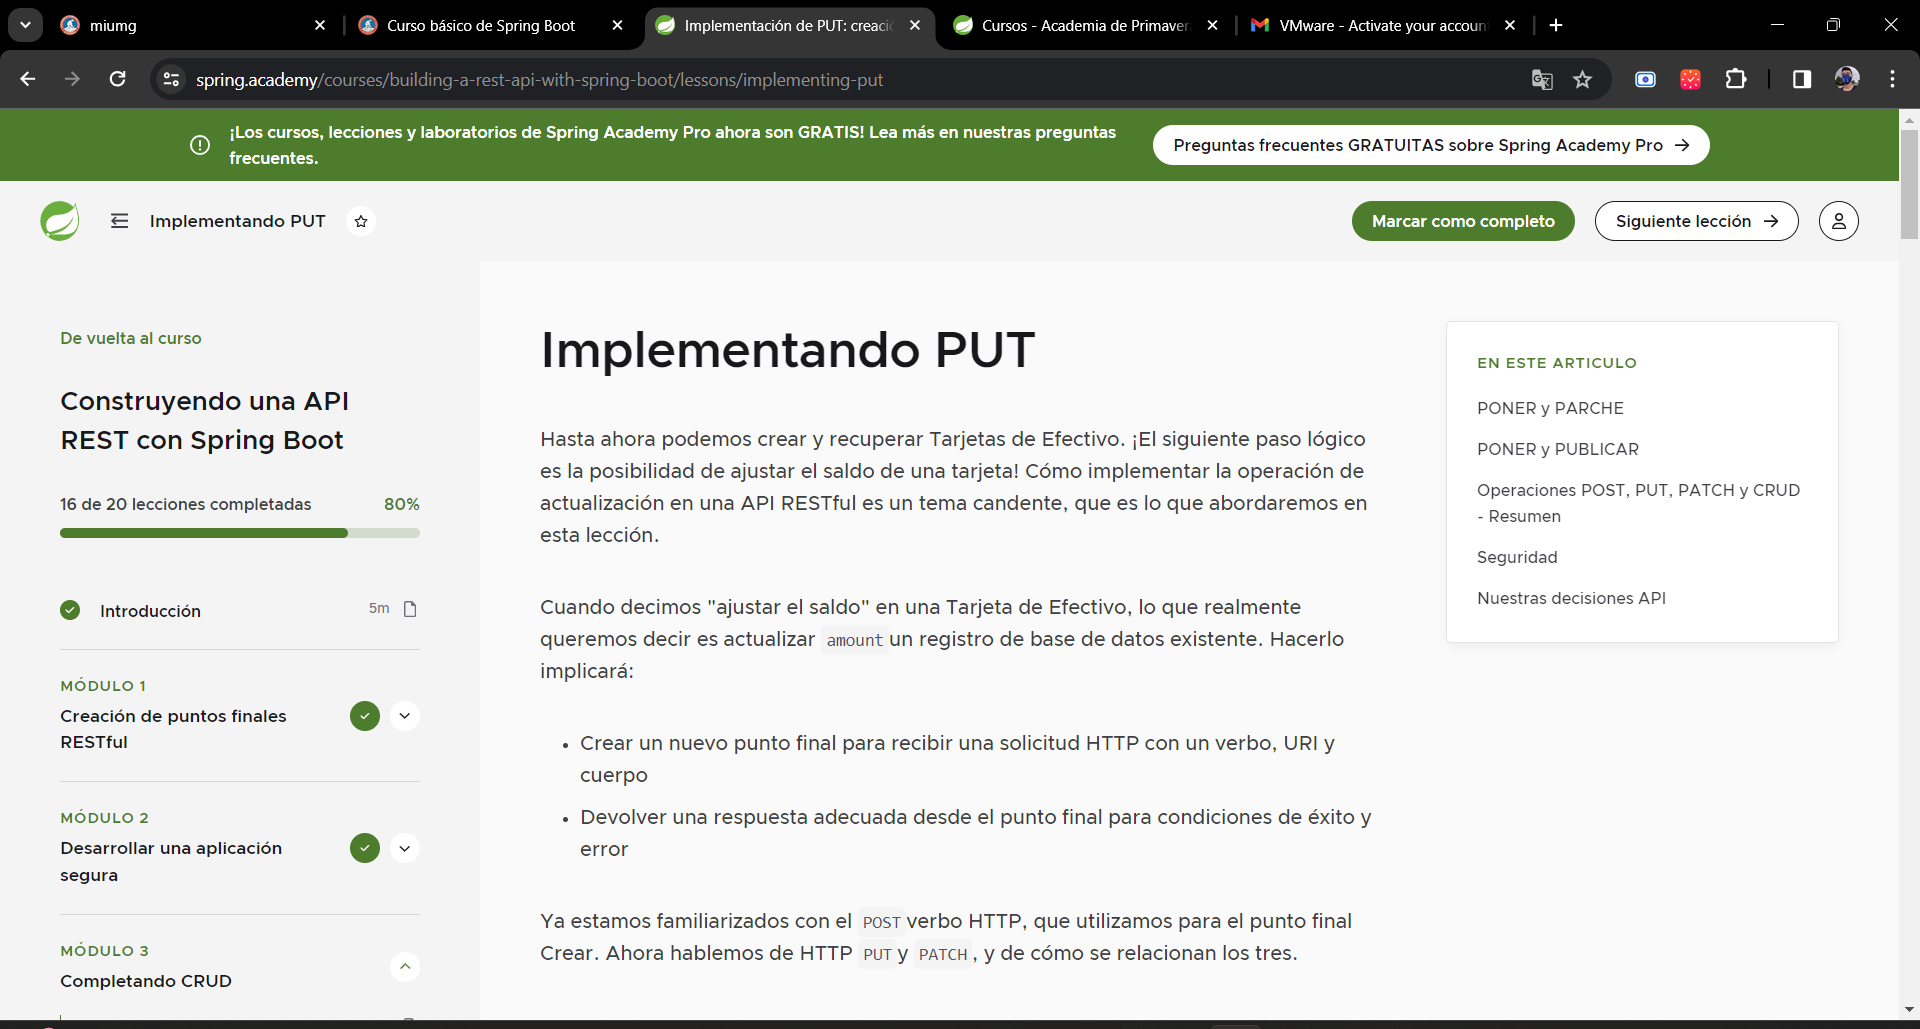 miumg
Curso básico de Spring Boot
Implementación de PUT: creaci
Cursos - Academia de Primaver
VMware - Activate your accoun
spring.academy/courses/building-a-rest-api-with-spring-boot/lessons/implementing-put
¡Los cursos, lecciones y laboratorios de Spring Academy Pro ahora son GRATIS! Lea más en nuestras preguntas
frecuentes.
Preguntas frecuentes GRATUITAS sobre Spring Academy Pro →
Implementando PUT
Marcar como completo
Siguiente lección →
De vuelta al curso
Construyendo una API
REST con Spring Boot
16 de 20 lecciones completadas 80%
Introducción 5m
MÓDULO 1
Creación de puntos finales
RESTful
MÓDULO 2
Desarrollar una aplicación
segura
MÓDULO 3
Completando CRUD
Implementando PUT
Hasta ahora podemos crear y recuperar Tarjetas de Efectivo. ¡El siguiente paso lógico
es la posibilidad de ajustar el saldo de una tarjeta! Cómo implementar la operación de
actualización en una API RESTful es un tema candente, que es lo que abordaremos en
esta lección.
Cuando decimos "ajustar el saldo" en una Tarjeta de Efectivo, lo que realmente
queremos decir es actualizar amount un registro de base de datos existente. Hacerlo
implicará:
• Crear un nuevo punto final para recibir una solicitud HTTP con un verbo, URI y
cuerpo
• Devolver una respuesta adecuada desde el punto final para condiciones de éxito y
error
Ya estamos familiarizados con el POST verbo HTTP, que utilizamos para el punto final
Crear. Ahora hablemos de HTTP PUT y PATCH , y de cómo se relacionan los tres.
EN ESTE ARTICULO
PONER y PARCHE
PONER y PUBLICAR
Operaciones POST, PUT, PATCH y CRUD
- Resumen
Seguridad
Nuestras decisiones API